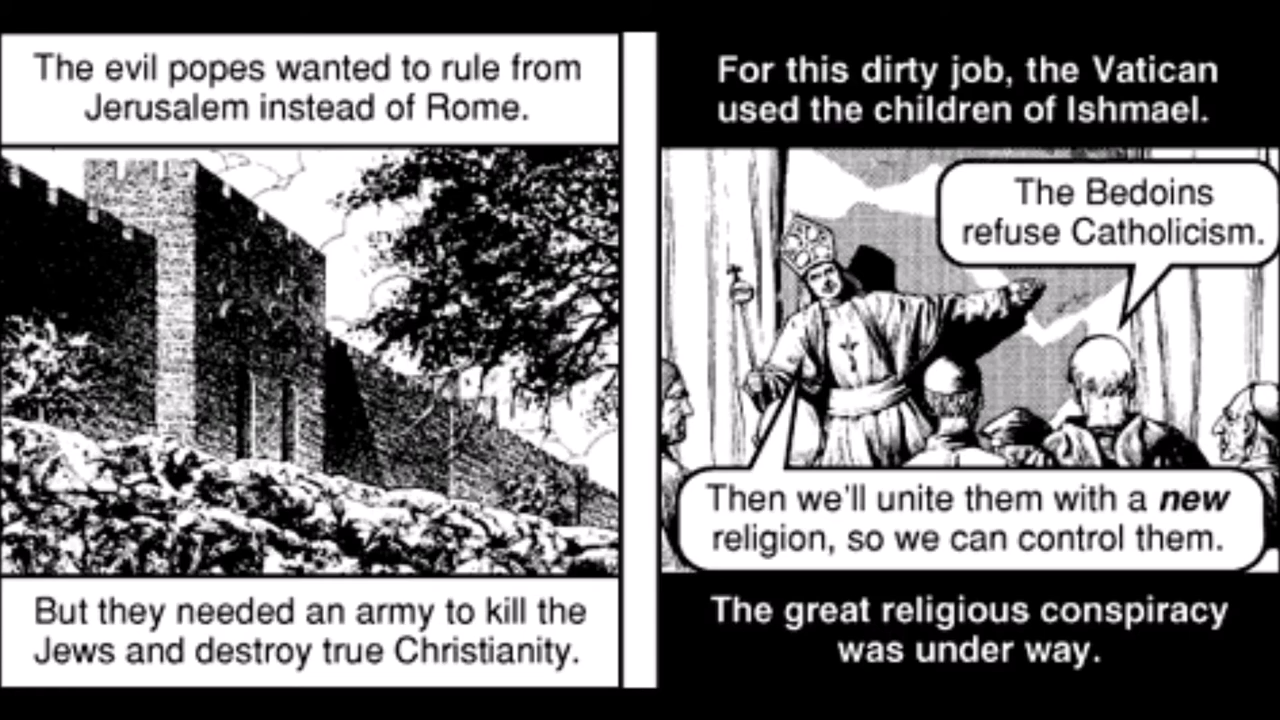 The evil popes wanted to rule from
Jerusalem instead of Rome.
But they needed an army to kill the
Jews and destroy true Christianity.
For this dirty job, the Vatican
used the children of Ishmael.
The Bedoins
refuse Catholicism.
Then we'll unite them with a new
religion, so we can control them.
The great religious conspiracy
was under way.